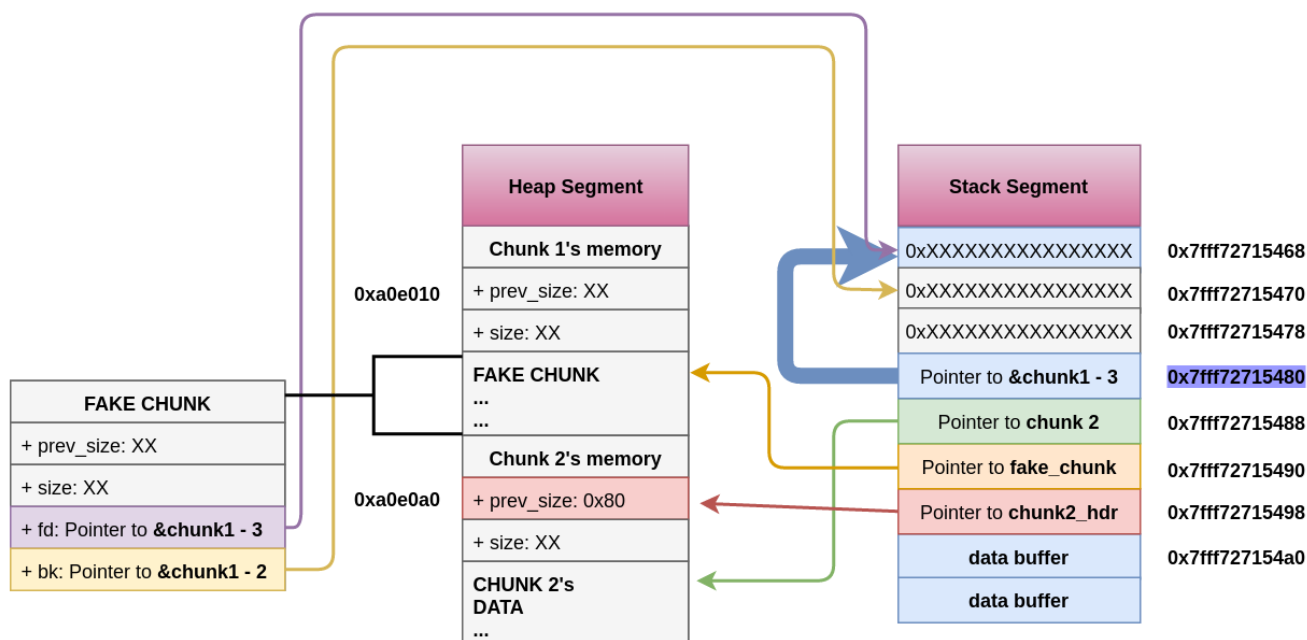 Heap Segment
Chunk 1's memory
0xa0e010
+ prev_size: XX
+ size: XX
FAKE CHUNK
...
...
Chunk 2's memory
0xa0e0a0
+ prev_size: 0x80
+ size: XX
CHUNK 2's
DATA
...
FAKE CHUNK
+ prev_size: XX
+ size: XX
+ fd: Pointer to &chunk1 - 3
+ bk: Pointer to &chunk1 - 2
Stack Segment
0xXXXXXXXXXXXXXXXX 0x7fff72715468
0xXXXXXXXXXXXXXXXX 0x7fff72715470
0xXXXXXXXXXXXXXXXX 0x7fff72715478
Pointer to &chunk1 - 3 0x7fff72715480
Pointer to chunk 2 0x7fff72715488
Pointer to fake_chunk 0x7fff72715490
Pointer to chunk2_hdr 0x7fff72715498
data buffer 0x7fff727154a0
data buffer